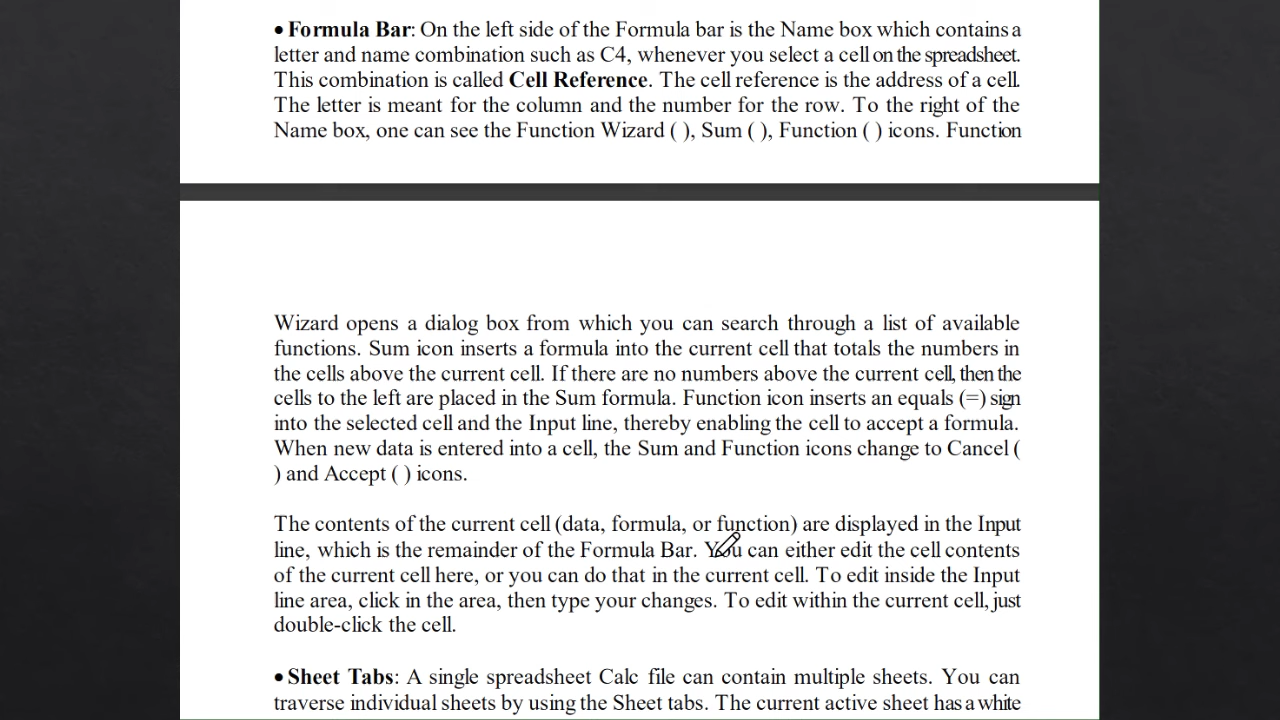 • Formula Bar: On the left side of the Formula bar is the Name box which contains a
letter and name combination such as C4, whenever you select a cell on the spreadsheet.
This combination is called Cell Reference. The cell reference is the address of a cell.
The letter is meant for the column and the number for the row. To the right of the
Name box, one can see the Function Wizard ( ), Sum ( ), Function ( ) icons. Function
Wizard opens a dialog box from which you can search through a list of available
functions. Sum icon inserts a formula into the current cell that totals the numbers in
the cells above the current cell. If there are no numbers above the current cell, then the
cells to the left are placed in the Sum formula. Function icon inserts an equals (=) sign
into the selected cell and the Input line, thereby enabling the cell to accept a formula.
When new data is entered into a cell, the Sum and Function icons change to Cancel (
) and Accept ( ) icons.
The contents of the current cell (data, formula, or function) are displayed in the Input
line, which is the remainder of the Formula Bar. You can either edit the cell contents
of the current cell here, or you can do that in the current cell. To edit inside the Input
line area, click in the area, then type your changes. To edit within the current cell, just
double-click the cell.
• Sheet Tabs: A single spreadsheet Calc file can contain multiple sheets. You can
traverse individual sheets by using the Sheet tabs. The current active sheet has a white